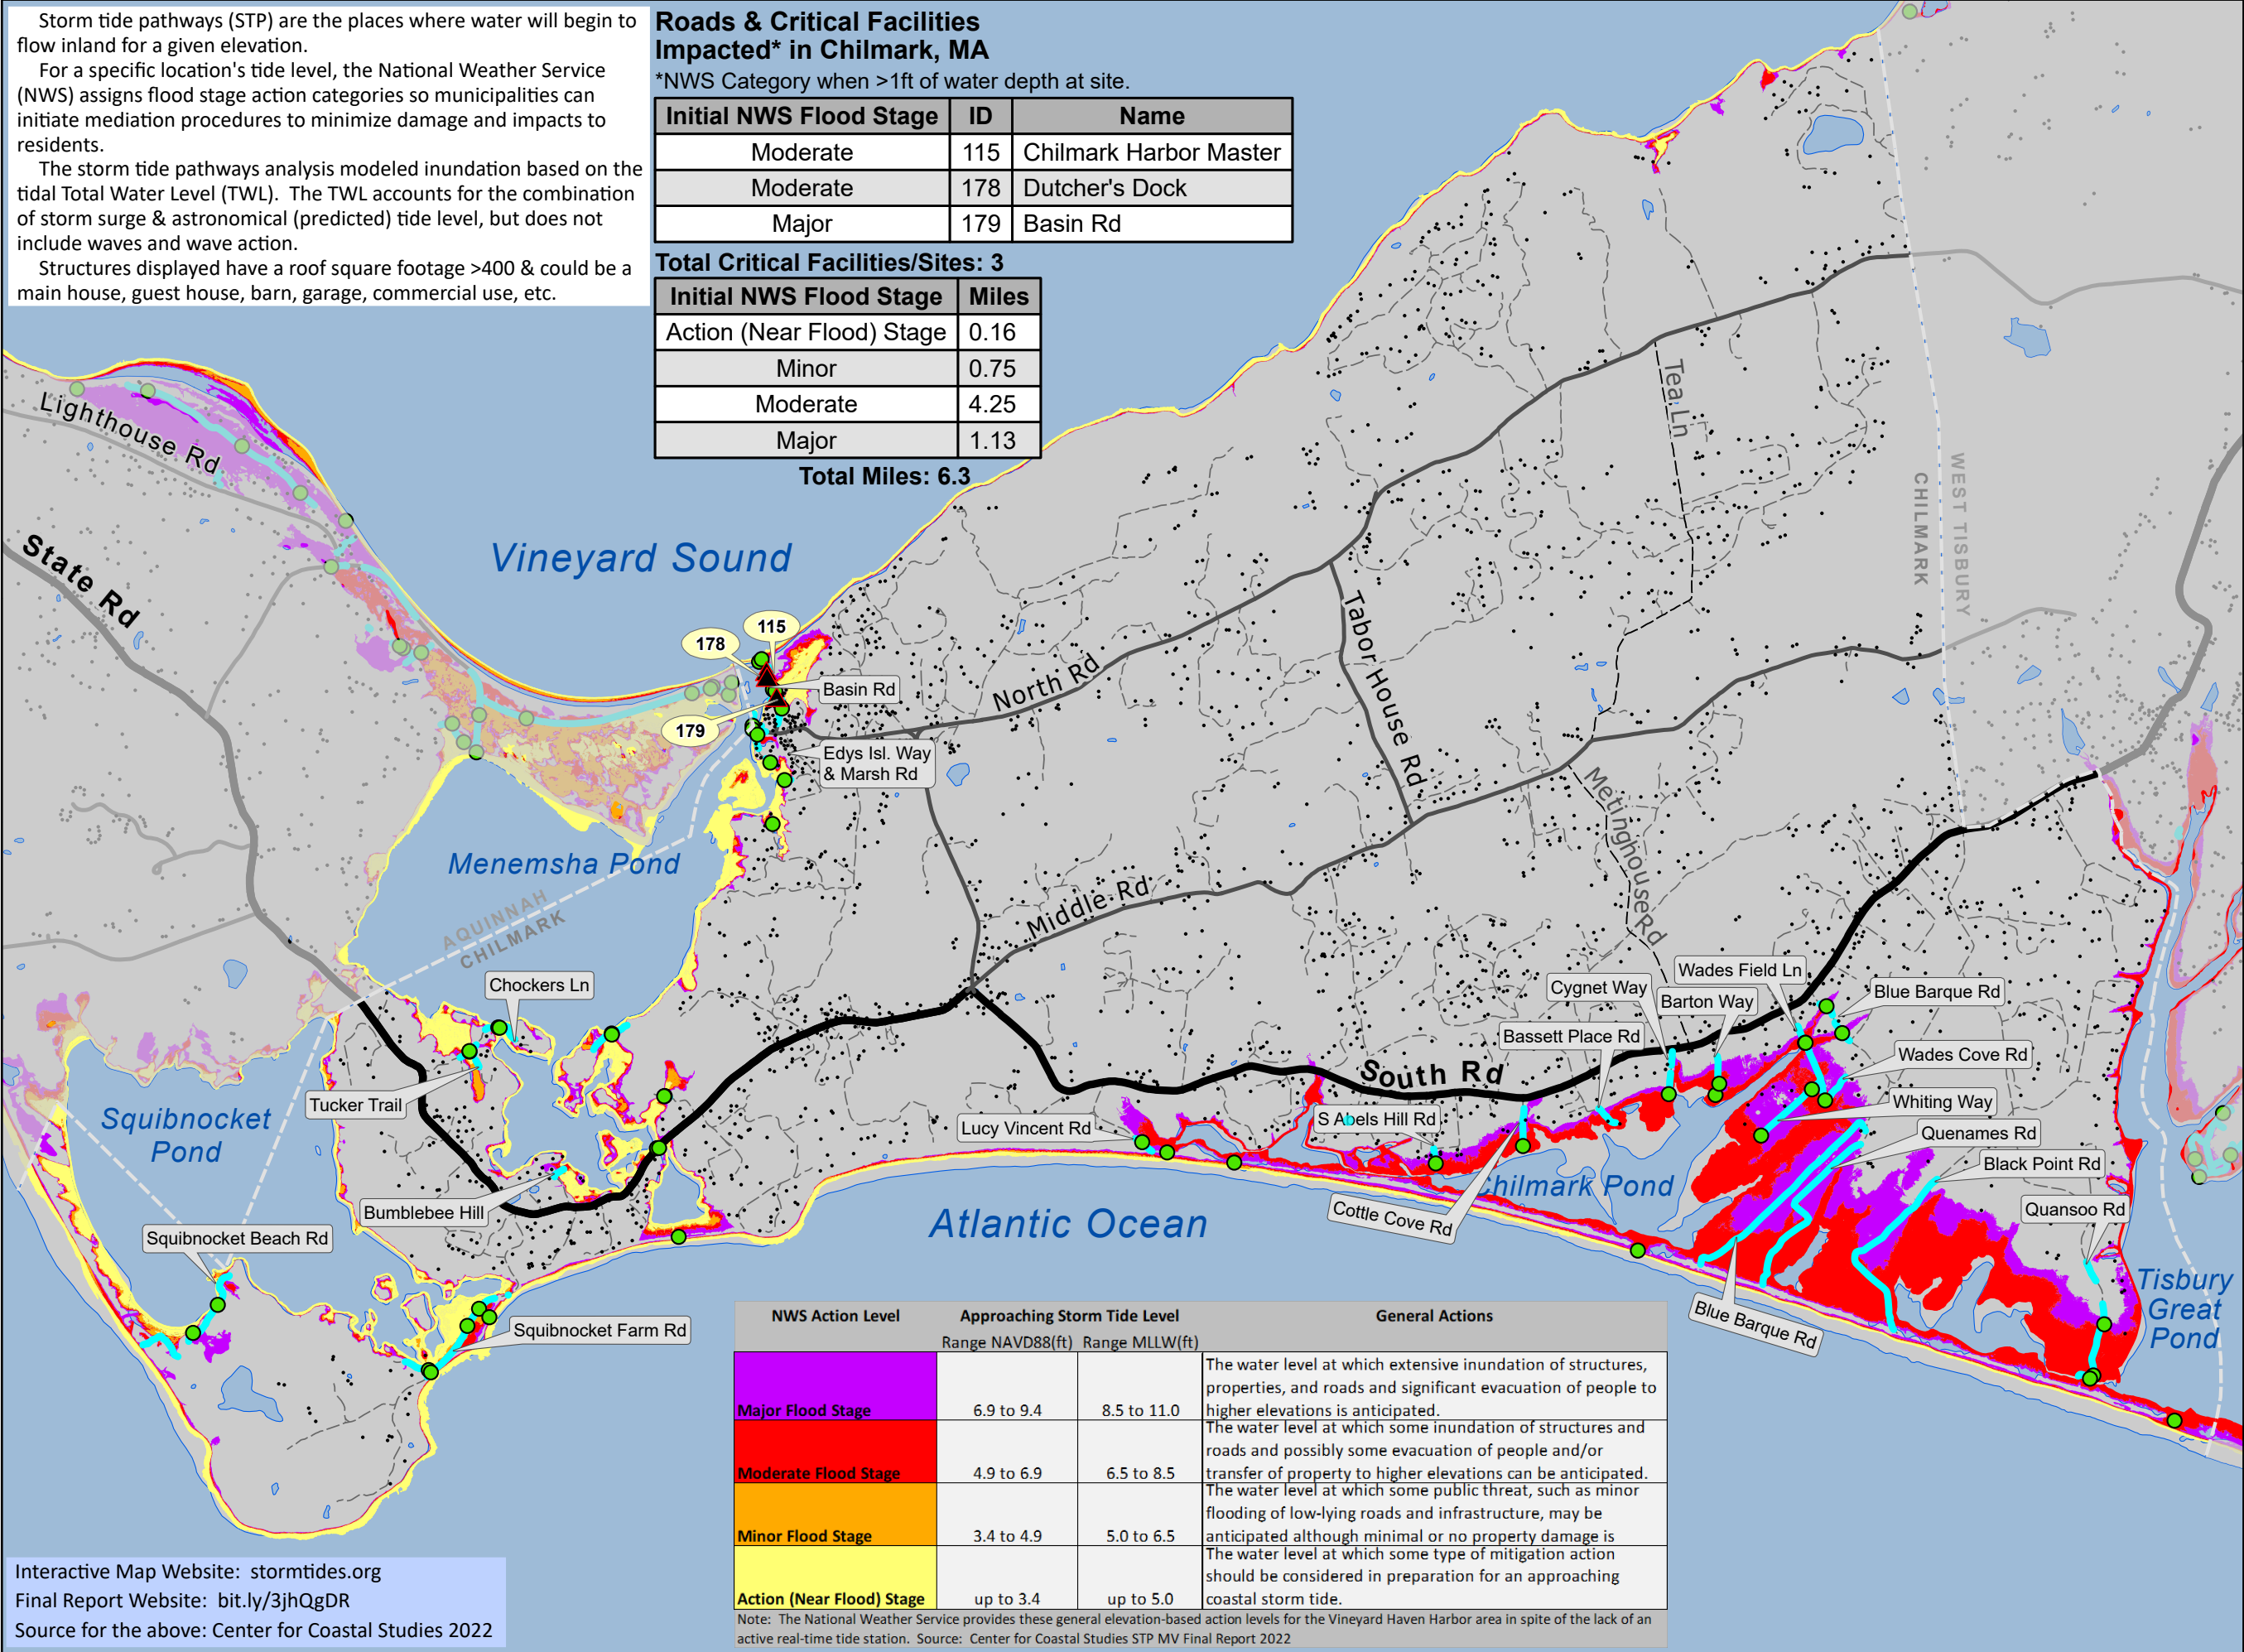 Storm tide pathways (STP) are the places where water will begin to
flow inland for a given elevation.
For a specific location's tide level, the National Weather Service
(NWS) assigns flood stage action categories so municipalities can
initiate mediation procedures to minimize damage and impacts to
residents.
The storm tide pathways analysis modeled inundation based on the
tidal Total Water Level (TWL). The TWL accounts for the combination
of storm surge & astronomical (predicted) tide level, but does not
include waves and wave action.
Structures displayed have a roof square footage >400 & could be a
main house, guest house, barn, garage, commercial use, etc.
Roads & Critical Facilities
Impacted* in Chilmark, MA
*NWS Category when >1ft of water depth at site.
Initial NWS Flood Stage ID Name
Moderate 115 Chilmark Harbor Master
Moderate 178 Dutcher's Dock
Major 179 Basin Rd
Total Critical Facilities/Sites: 3
Initial NWS Flood Stage Miles
Action (Near Flood) Stage 0.16
Minor 0.75
Moderate 4.25
Major 1.13
Total Miles: 6.3
Lighthouse Rd
State Rd
Vineyard Sound
Tea Ln
CHILMARK
WEST TISBURY
115
178
Basin Rd
179
Edys Isl. Way
& Marsh Rd
North Rd
Tabor House Rd
Metinghouse Rd
Menemsha Pond
AQUINNAH
CHILMARK
Middle Rd
Chockers Ln
Tucker Trail
Squibnocket
Pond
Bumblebee Hill
Squibnocket Beach Rd
Squibnocket Farm Rd
Wades Field Ln
Cygnet Way
Barton Way
Blue Barque Rd
Bassett Place Rd
Wades Cove Rd
South Rd
Whiting Way
Lucy Vincent Rd
S Abels Hill Rd
Quenames Rd
Black Point Rd
Chilmark Pond
Cottle Cove Rd
Quansoo Rd
Atlantic Ocean
Blue Barque Rd
Tisbury
Great
Pond
NWS Action Level Approaching Storm Tide Level General Actions
Range NAVD88(ft) Range MLLW(ft)
The water level at which extensive inundation of structures,
properties, and roads and significant evacuation of people to
Major Flood Stage 6.9 to 9.4 8.5 to 11.0 higher elevations is anticipated.
The water level at which some inundation of structures and
roads and possibly some evacuation of people and/or
Moderate Flood Stage 4.9 to 6.9 6.5 to 8.5 transfer of property to higher elevations can be anticipated.
The water level at which some public threat, such as minor
flooding of low-lying roads and infrastructure, may be
Minor Flood Stage 3.4 to 4.9 5.0 to 6.5 anticipated although minimal or no property damage is
The water level at which some type of mitigation action
should be considered in preparation for an approaching
Action (Near Flood) Stage up to 3.4 up to 5.0 coastal storm tide.
Note: The National Weather Service provides these general elevation-based action levels for the Vineyard Haven Harbor area in spite of the lack of an
active real-time tide station. Source: Center for Coastal Studies STP MV Final Report 2022
Interactive Map Website: stormtides.org
Final Report Website: bit.ly/3jhQgDR
Source for the above: Center for Coastal Studies 2022